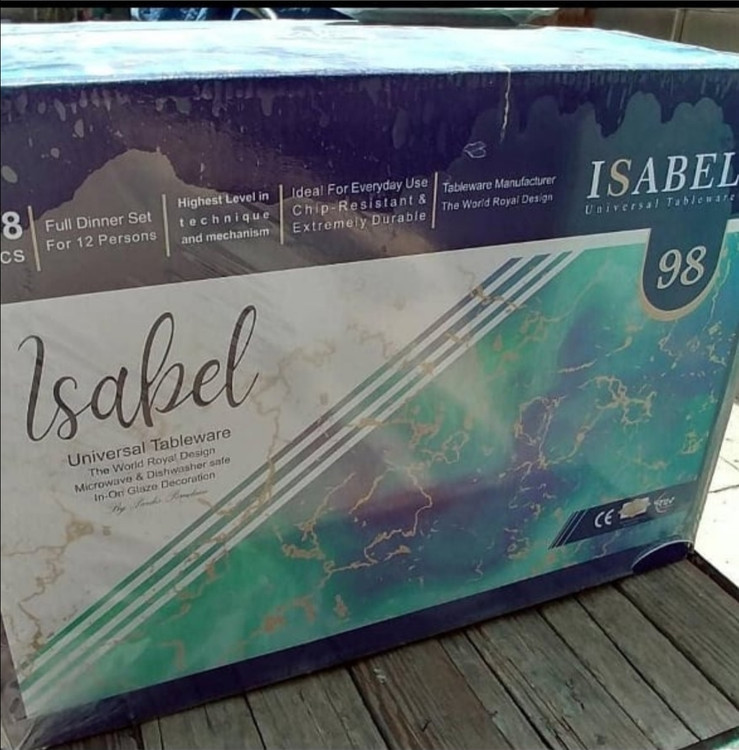 8
CS
Full Dinner Set
For 12 Persons
Highest Level in
technique
and mechanism
Ideal For Everyday Use
Chip-Resistant &
Extremely Durable
Tableware Manufacturer
The World Royal Design
ISABEL
Universal Tableware
98
Isabel
Universal Tableware
The World Royal Design
Microwave & Dishwasher safe
In-On Glaze Decoration
By
CE